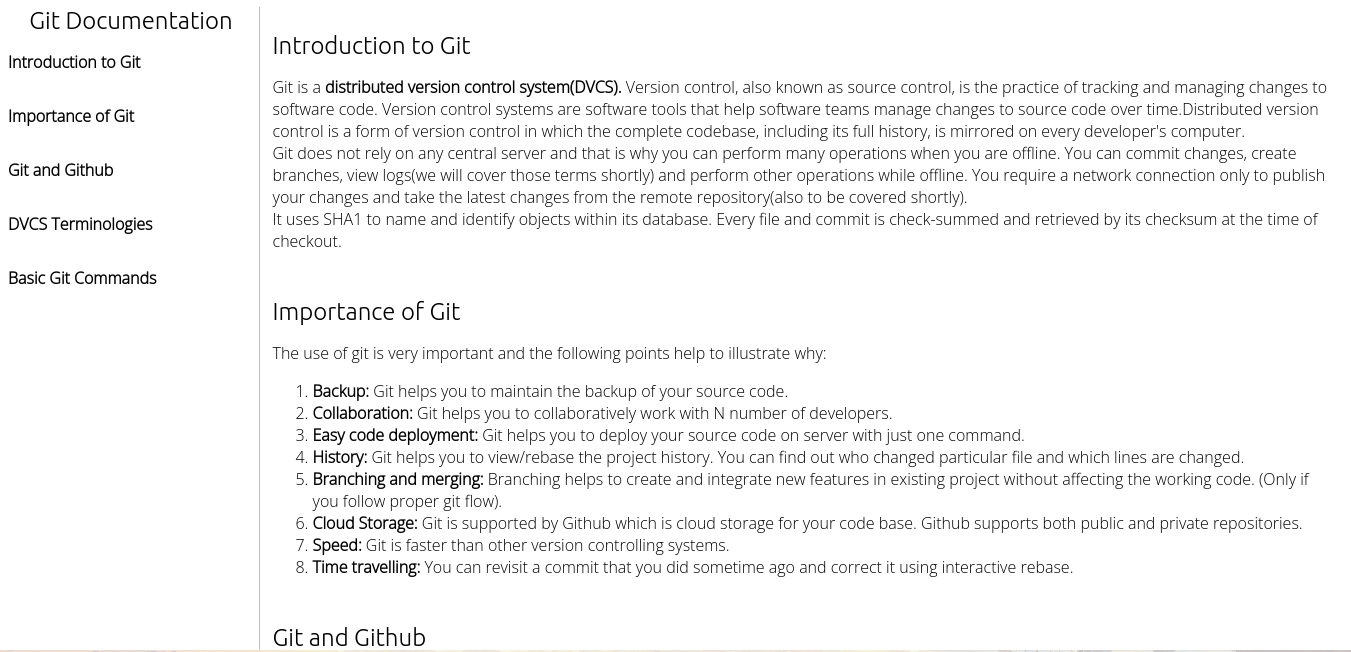 Git Documentation
Introduction to Git
Importance of Git
Git and Github
DVCS Terminologies
Basic Git Commands
Introduction to Git
Git is a distributed version control system(DVCS). Version control, also known as source control, is the practice of tracking and managing changes to
software code. Version control systems are software tools that help software teams manage changes to source code over time.Distributed version
control is a form of version control in which the complete codebase, including its full history, is mirrored on every developer's computer.
Git does not rely on any central server and that is why you can perform many operations when you are offline. You can commit changes, create
branches, view logs(we will cover those terms shortly) and perform other operations while offline. You require a network connection only to publish
your changes and take the latest changes from the remote repository(also to be covered shortly).
It uses SHA1 to name and identify objects within its database. Every file and commit is check-summed and retrieved by its checksum at the time of
checkout.
Importance of Git
The use of git is very important and the following points help to illustrate why:
1. Backup: Git helps you to maintain the backup of your source code.
2. Collaboration: Git helps you to collaboratively work with N number of developers.
3. Easy code deployment: Git helps you to deploy your source code on server with just one command.
4. History: Git helps you to view/rebase the project history. You can find out who changed particular file and which lines are changed.
5. Branching and merging: Branching helps to create and integrate new features in existing project without affecting the working code. (Only if
you follow proper git flow).
6. Cloud Storage: Git is supported by Github which is cloud storage for your code base. Github supports both public and private repositories.
7. Speed: Git is faster than other version controlling systems.
8. Time travelling: You can revisit a commit that you did sometime ago and correct it using interactive rebase.
Git and Github